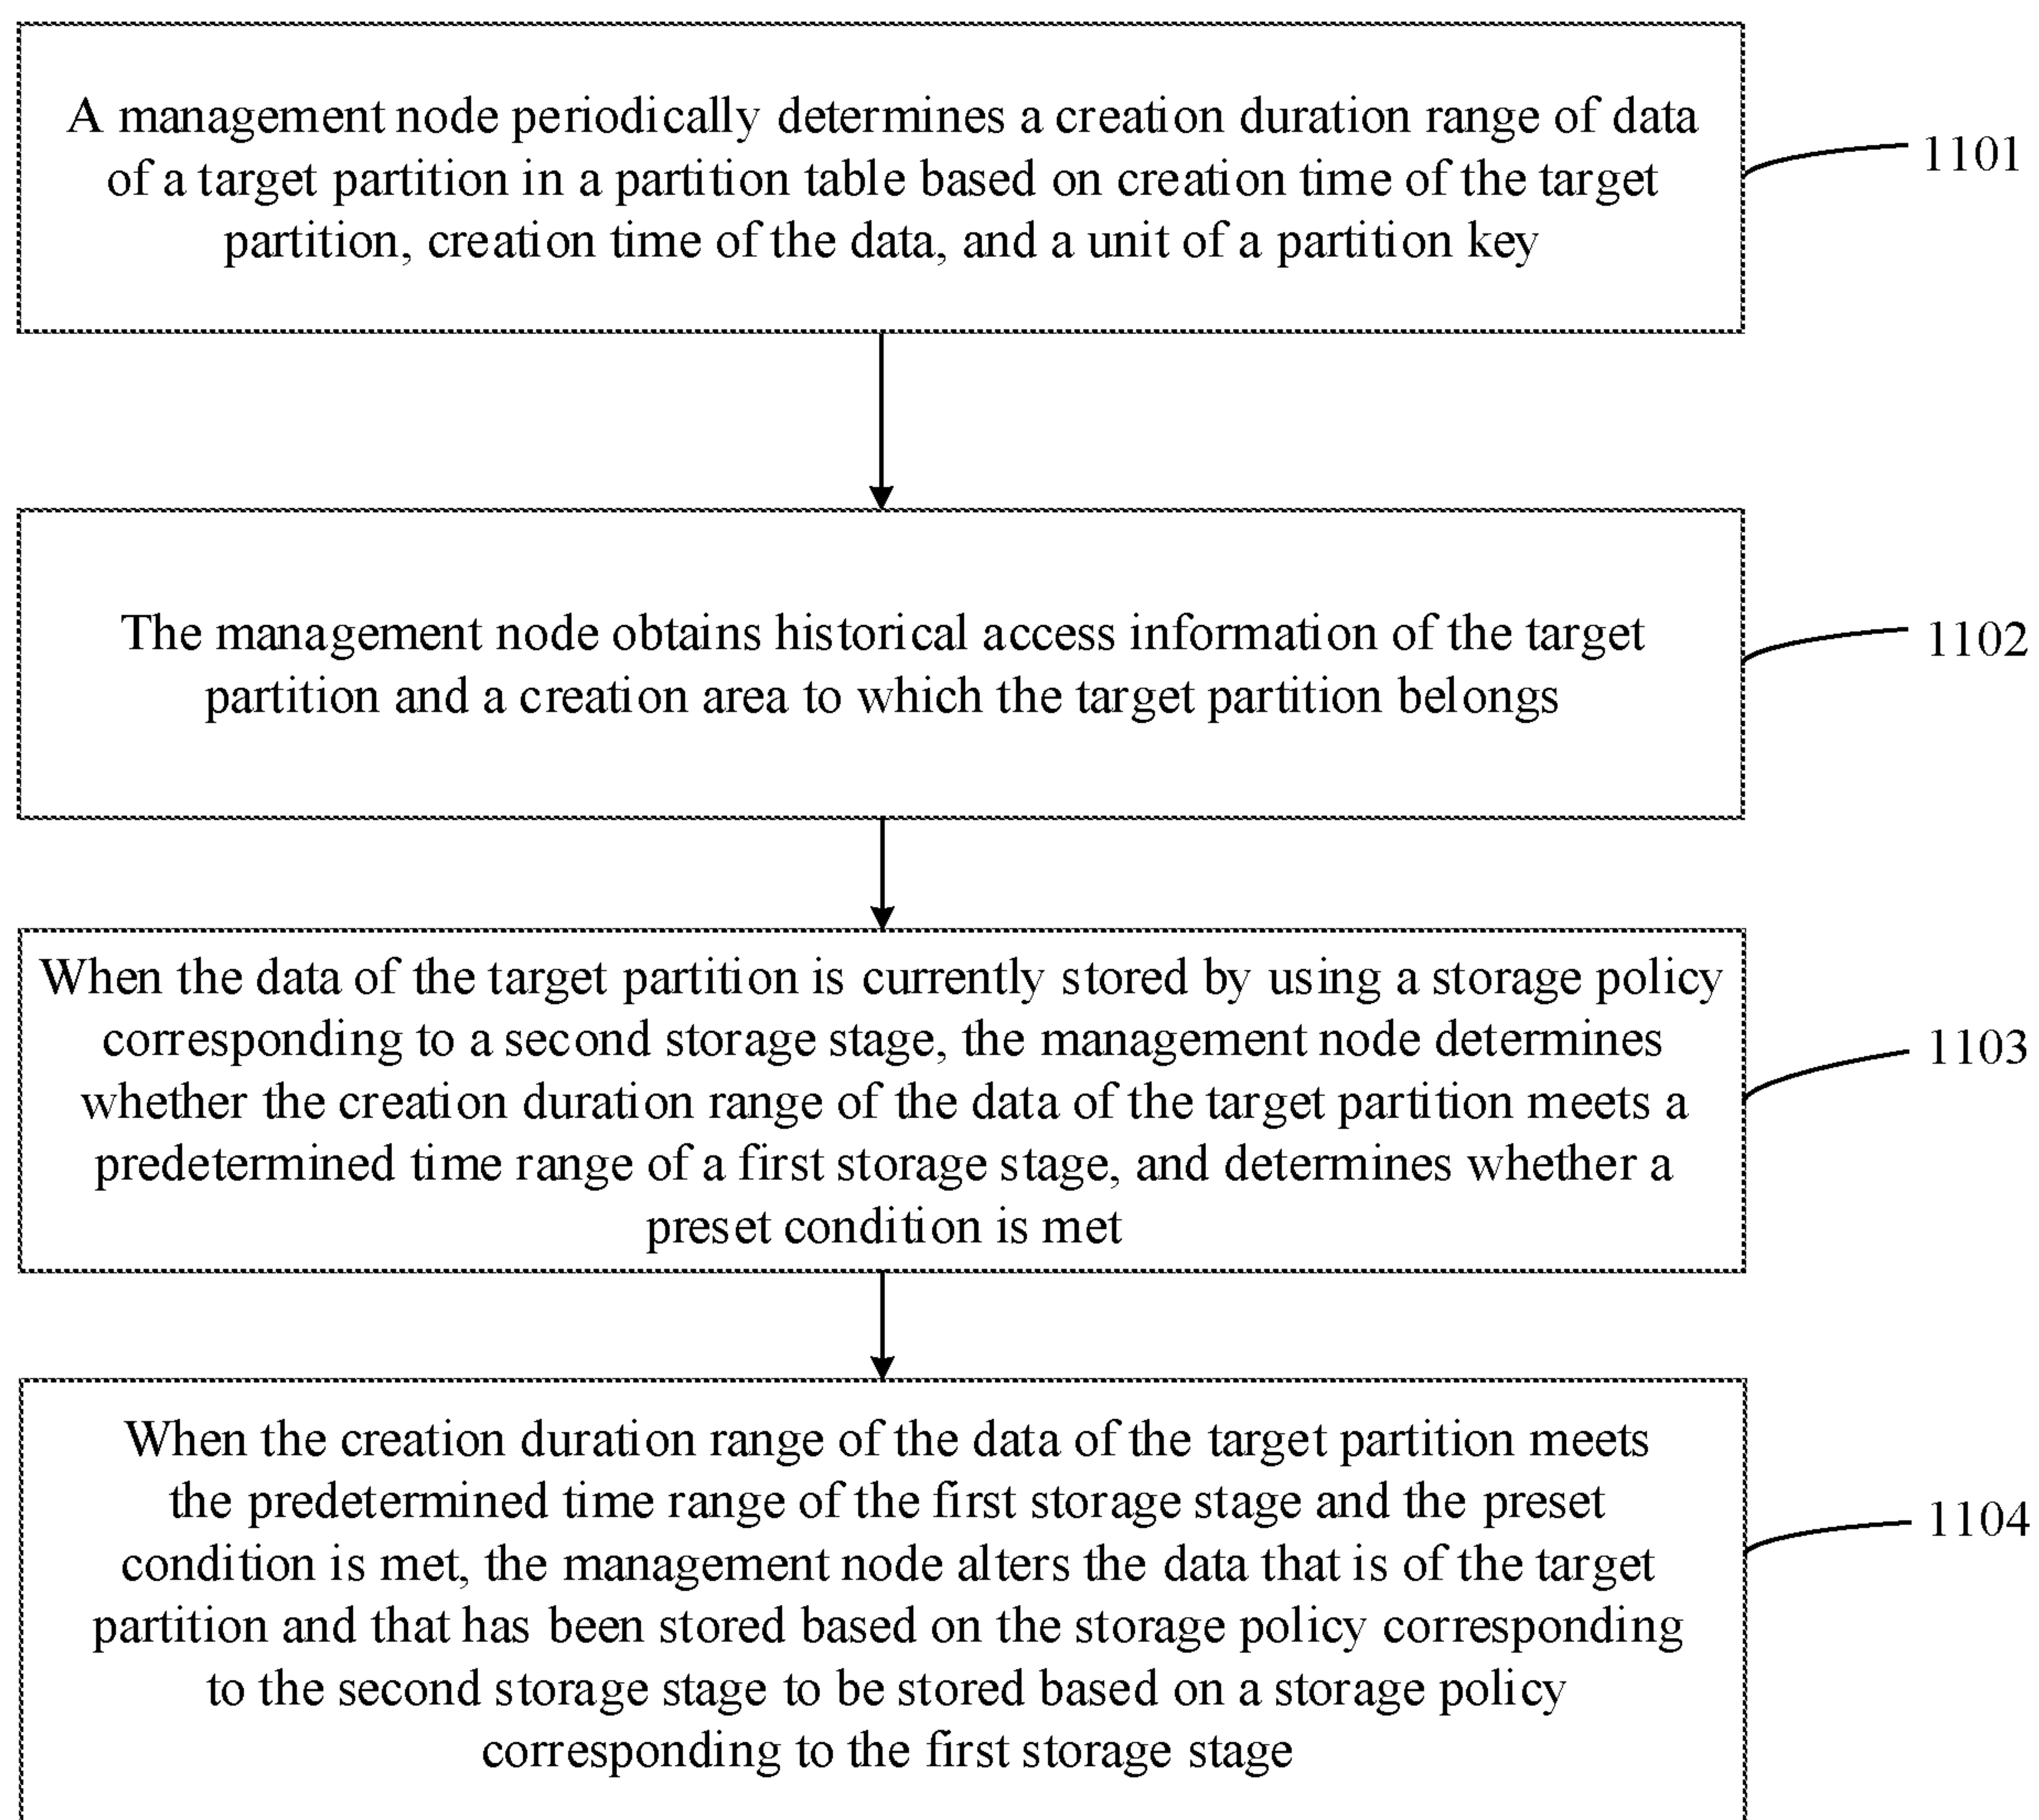 A management node periodically determines a creation duration range of data
of a target partition in a partition table based on creation time of the target
partition, creation time of the data, and a unit of a partition key
1101
The management node obtains historical access information of the target
partition and a creation area to which the target partition belongs
1102
When the data of the target partition is currently stored by using a storage policy
corresponding to a second storage stage, the management node determines
whether the creation duration range of the data of the target partition meets a
predetermined time range of a first storage stage, and determines whether a
preset condition is met
1103
When the creation duration range of the data of the target partition meets
the predetermined time range of the first storage stage and the preset
condition is met, the management node alters the data that is of the target
partition and that has been stored based on the storage policy corresponding
to the second storage stage to be stored based on a storage policy
corresponding to the first storage stage
1104